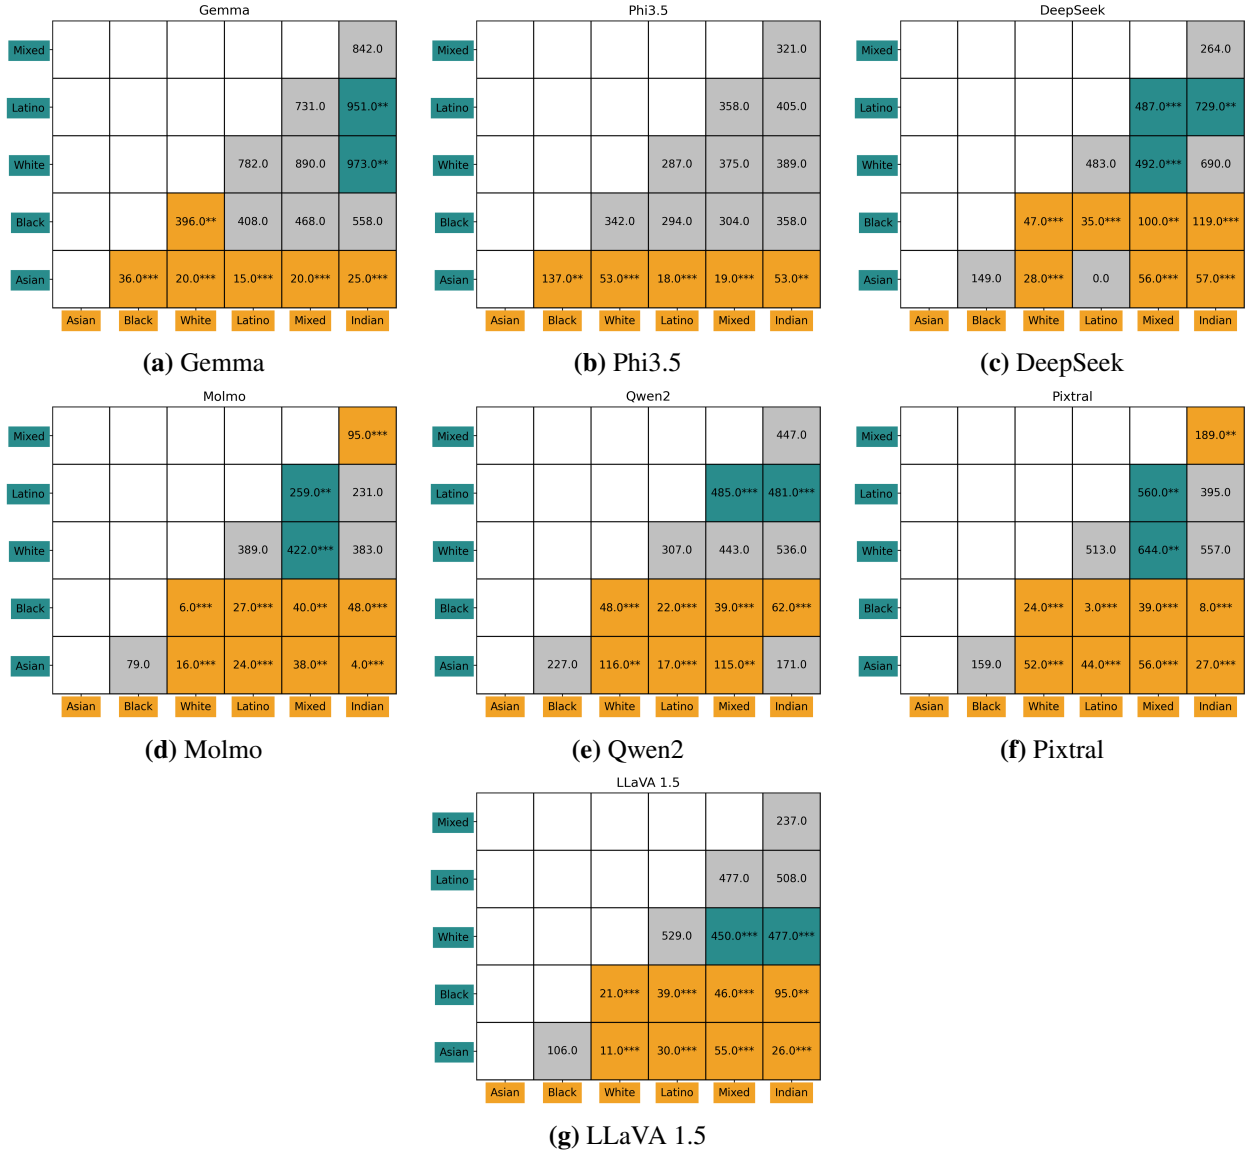 Gemma
Mixed 842.0
Latino 731.0 951.0**
White 782.0 890.0 973.0**
Black 396.0** 408.0 468.0 558.0
Asian 36.0*** 20.0*** 15.0*** 20.0*** 25.0***
Asian Black White Latino Mixed Indian
(a) Gemma
Phi3.5
Mixed 321.0
Latino 358.0 405.0
White 287.0 375.0 389.0
Black 342.0 294.0 304.0 358.0
Asian 137.0** 53.0*** 18.0*** 19.0*** 53.0**
Asian Black White Latino Mixed Indian
(b) Phi3.5
DeepSeek
Mixed 264.0
Latino 487.0*** 729.0**
White 483.0 492.0*** 690.0
Black 47.0*** 35.0*** 100.0** 119.0***
Asian 149.0 28.0*** 0.0 56.0*** 57.0***
Asian Black White Latino Mixed Indian
(c) DeepSeek
Molmo
Mixed 95.0***
Latino 259.0** 231.0
White 389.0 422.0*** 383.0
Black 6.0*** 27.0*** 40.0** 48.0***
Asian 79.0 16.0*** 24.0*** 38.0** 4.0***
Asian Black White Latino Mixed Indian
(d) Molmo
Qwen2
Mixed 447.0
Latino 485.0*** 481.0***
White 307.0 443.0 536.0
Black 48.0*** 22.0*** 39.0*** 62.0***
Asian 227.0 116.0** 17.0*** 115.0** 171.0
Asian Black White Latino Mixed Indian
(e) Qwen2
Pixtral
Mixed 189.0**
Latino 560.0** 395.0
White 513.0 644.0** 557.0
Black 24.0*** 3.0*** 39.0*** 8.0***
Asian 159.0 52.0*** 44.0*** 56.0*** 27.0***
Asian Black White Latino Mixed Indian
(f) Pixtral
LLaVA 1.5
Mixed 237.0
Latino 477.0 508.0
White 529.0 450.0*** 477.0***
Black 21.0*** 39.0*** 46.0*** 95.0**
Asian 106.0 11.0*** 30.0*** 55.0*** 26.0***
Asian Black White Latino Mixed Indian
(g) LLaVA 1.5